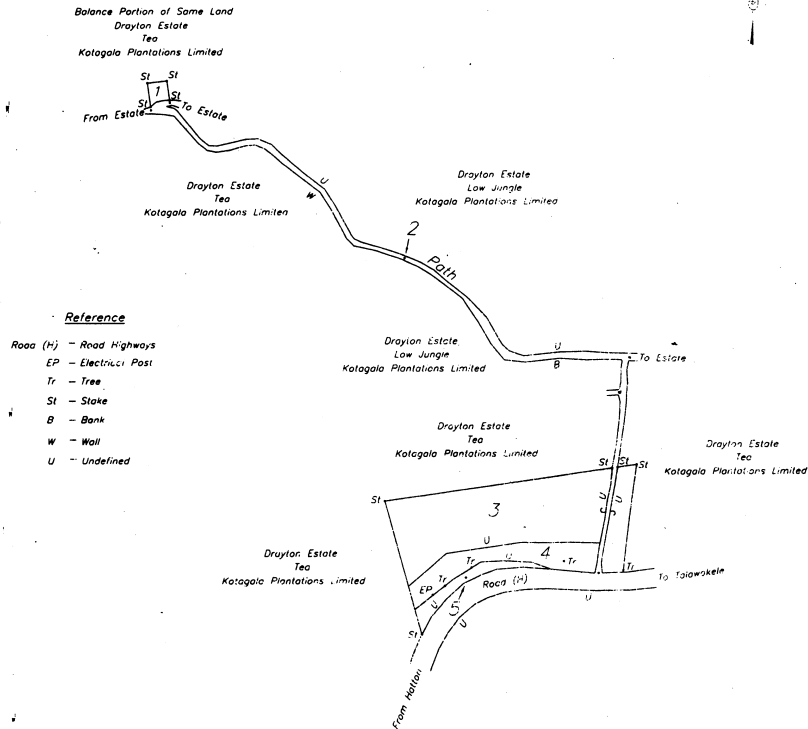 Balance Portion of Same Land
Drayton Estate
Tea
Kotagala Plantations Limited
St St
1
St St
From Estate To Estate
U
W
Drayton Estate
Tea
Kotagala Plantations Limited
Drayton Estate
Low Jungle
Kotagala Plantations Limited
2
Path
Reference
Road (H) - Road Highways
EP - Electrical Post
Tr - Tree
St - Stake
B - Bank
W - Wall
U - Undefined
Drayton Estate
Low Jungle
Kotagala Plantations Limited
U
B
To Estate
Drayton Estate
Tea
Kotagala Plantations Limited
Drayton Estate
Tea
Kotagala Plantations Limited
St St St
St
3
U U
U
4
U
Tr Tr Tr
Tr
EP
Road (H)
To Talawakele
5
U
U
U
Drayton Estate
Tea
Kotagala Plantations Limited
St
From Hatton